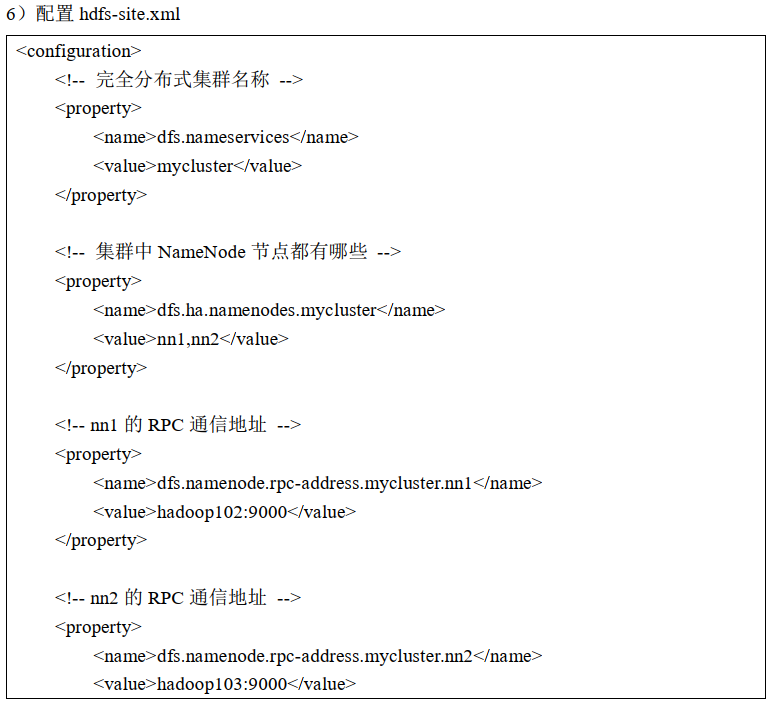 6）配置 hdfs-site.xml
<configuration>
<!-- 完全分布式集群名称 -->
<property>
<name>dfs.nameservices</name>
<value>mycluster</value>
</property>
<!-- 集群中 NameNode 节点都有哪些 -->
<property>
<name>dfs.ha.namenodes.mycluster</name>
<value>nn1,nn2</value>
</property>
<!-- nn1 的 RPC 通信地址 -->
<property>
<name>dfs.namenode.rpc-address.mycluster.nn1</name>
<value>hadoop102:9000</value>
</property>
<!-- nn2 的 RPC 通信地址 -->
<property>
<name>dfs.namenode.rpc-address.mycluster.nn2</name>
<value>hadoop103:9000</value>